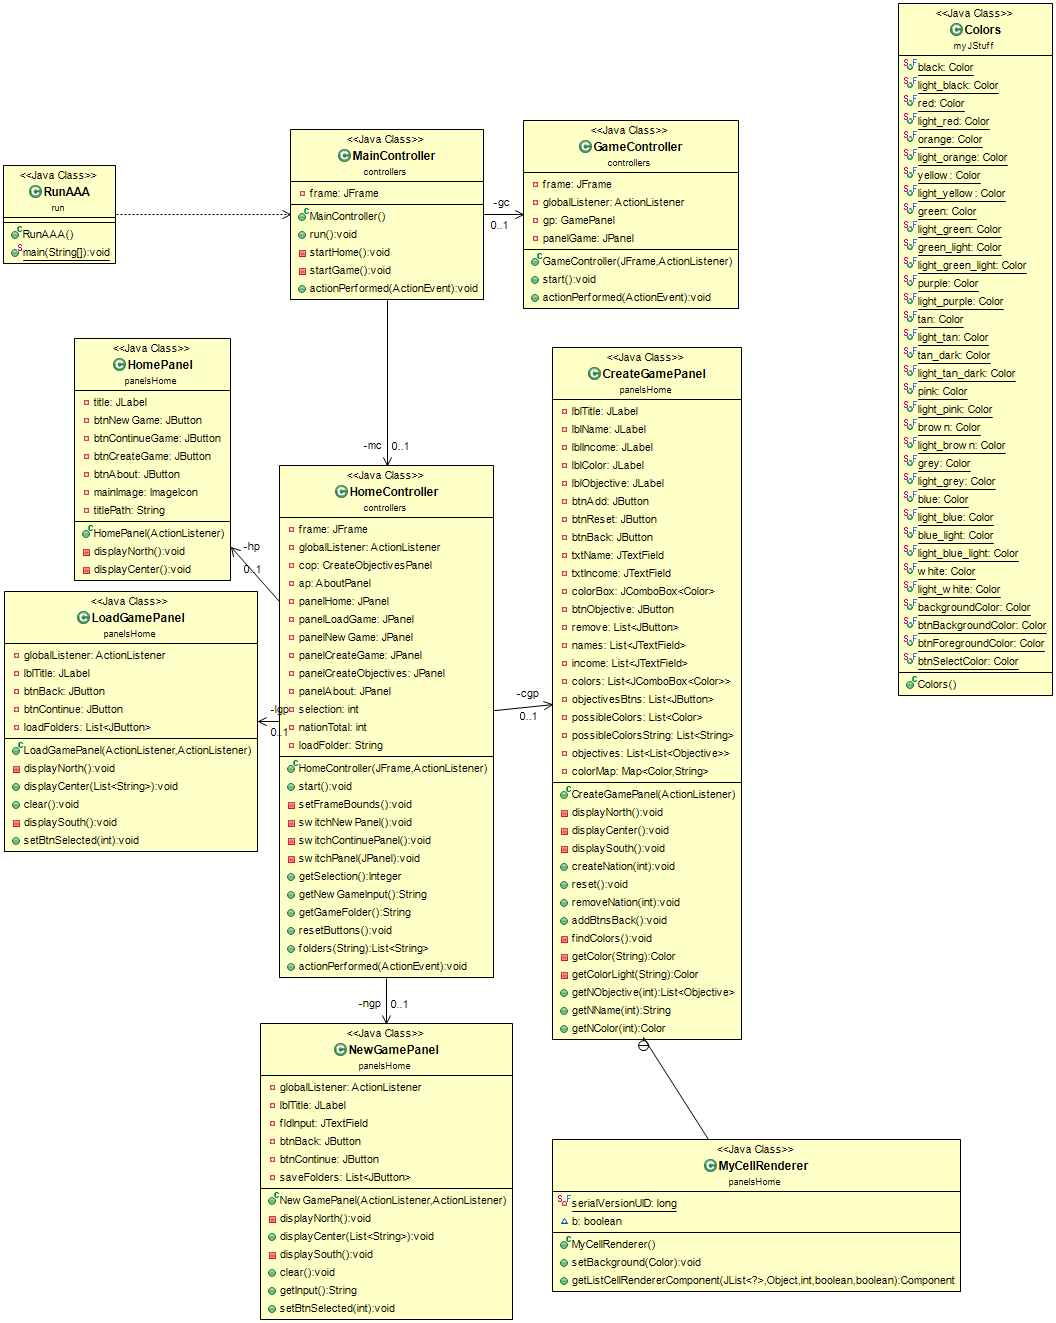 <<Java Class>>
RunAAA
run
RunAAA()
main(String[]):void
<<Java Class>>
MainController
controllers
frame: JFrame
MainController()
run():void
startHome():void
startGame():void
actionPerformed(ActionEvent):void
-gc
0..1
<<Java Class>>
GameController
controllers
frame: JFrame
globalListener: ActionListener
gp: GamePanel
panelGame: JPanel
GameController(JFrame,ActionListener)
start():void
actionPerformed(ActionEvent):void
<<Java Class>>
Colors
myJStuff
black: Color
light_black: Color
red: Color
light_red: Color
orange: Color
light_orange: Color
yellow: Color
light_yellow: Color
green: Color
light_green: Color
green_light: Color
light_green_light: Color
purple: Color
light_purple: Color
tan: Color
light_tan: Color
tan_dark: Color
light_tan_dark: Color
pink: Color
light_pink: Color
brown: Color
light_brown: Color
grey: Color
light_grey: Color
blue: Color
light_blue: Color
blue_light: Color
light_blue_light: Color
white: Color
light_white: Color
backgroundColor: Color
btnBackgroundColor: Color
btnForegroundColor: Color
btnSelectColor: Color
Colors()
<<Java Class>>
HomePanel
panelsHome
title: JLabel
btnNewGame: JButton
btnContinueGame: JButton
btnCreateGame: JButton
btnAbout: JButton
mainImage: ImageIcon
titlePath: String
HomePanel(ActionListener)
displayNorth():void
displayCenter():void
-mc
0..1
-hp
0..1
<<Java Class>>
HomeController
controllers
frame: JFrame
globalListener: ActionListener
cop: CreateObjectivesPanel
ap: AboutPanel
panelHome: JPanel
panelLoadGame: JPanel
panelNewGame: JPanel
panelCreateGame: JPanel
panelCreateObjectives: JPanel
panelAbout: JPanel
selection: int
nationTotal: int
loadFolder: String
HomeController(JFrame,ActionListener)
start():void
setFrameBounds():void
switchNewPanel():void
switchContinuePanel():void
switchPanel(JPanel):void
getSelection():Integer
getNewGameInput():String
getGameFolder():String
resetButtons():void
folders(String):List<String>
actionPerformed(ActionEvent):void
<<Java Class>>
LoadGamePanel
panelsHome
globalListener: ActionListener
lblTitle: JLabel
btnBack: JButton
btnContinue: JButton
loadFolders: List<JButton>
LoadGamePanel(ActionListener,ActionListener)
displayNorth():void
displayCenter(List<String>):void
clear():void
displaySouth():void
setBtnSelected(int):void
-lgp
0..1
-cgp
0..1
<<Java Class>>
CreateGamePanel
panelsHome
lblTitle: JLabel
lblName: JLabel
lblIncome: JLabel
lblColor: JLabel
lblObjective: JLabel
btnAdd: JButton
btnReset: JButton
btnBack: JButton
txtName: JTextField
txtIncome: JTextField
colorBox: JComboBox<Color>
btnObjective: JButton
remove: List<JButton>
names: List<JTextField>
income: List<JTextField>
colors: List<JComboBox<Color>>
objectivesBtns: List<JButton>
possibleColors: List<Color>
possibleColorsString: List<String>
objectives: List<List<Objective>>
colorMap: Map<Color,String>
CreateGamePanel(ActionListener)
displayNorth():void
displayCenter():void
displaySouth():void
createNation(int):void
reset():void
removeNation(int):void
addBtnsBack():void
findColors():void
getColor(String):Color
getColorLight(String):Color
getNObjective(int):List<Objective>
getNName(int):String
getNColor(int):Color
-ngp
0..1
<<Java Class>>
NewGamePanel
panelsHome
globalListener: ActionListener
lblTitle: JLabel
fldInput: JTextField
btnBack: JButton
btnContinue: JButton
saveFolders: List<JButton>
NewGamePanel(ActionListener,ActionListener)
displayNorth():void
displayCenter(List<String>):void
displaySouth():void
clear():void
getInput():String
setBtnSelected(int):void
<<Java Class>>
MyCellRenderer
panelsHome
serialVersionUID: long
b: boolean
MyCellRenderer()
setBackground(Color):void
getListCellRendererComponent(JList<?>,Object,int,boolean,boolean):Component